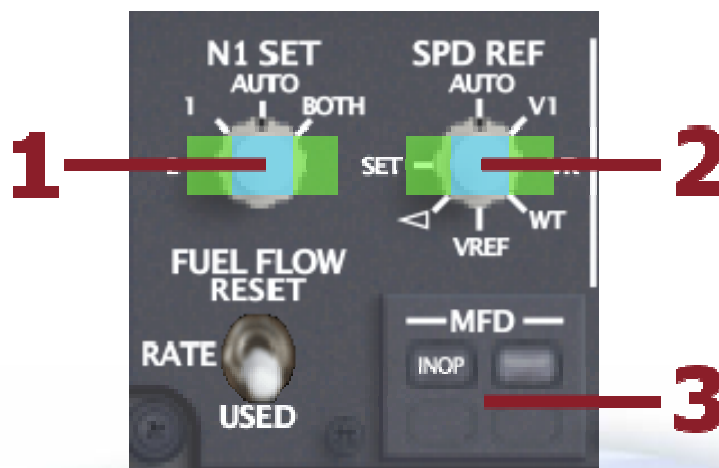 N1 SET
AUTO
1
BOTH
SPD REF
AUTO
V1
1
2
SET
WT
VREF
FUEL FLOW
RESET
RATE
USED
MFD
INOP
3